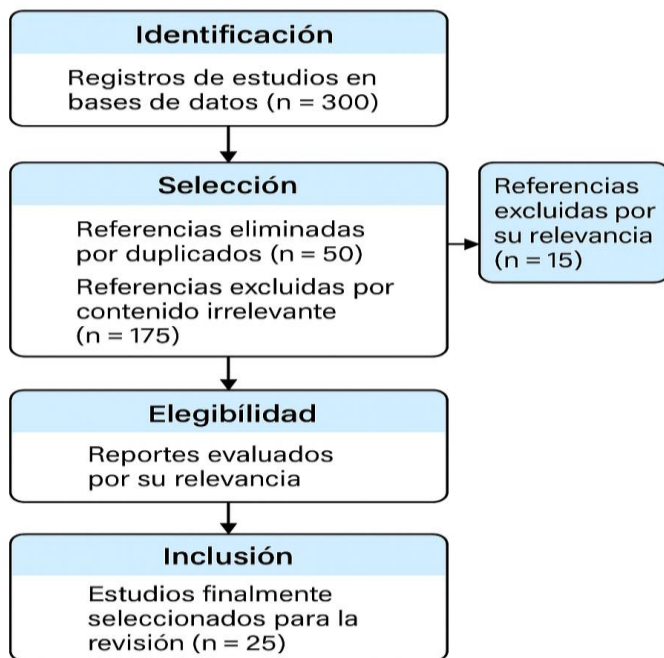 Identificación
Registros de estudios en
bases de datos (n = 300)
Selección
Referencias eliminadas
por duplicados (n = 50)
Referencias excluidas por
contenido irrelevante
(n = 175)
Referencias
excluidas por
su relevancia
(n = 15)
Elegibílidad
Reportes evaluados
por su relevancia
Inclusión
Estudios finalmente
seleccionados para la
revisión (n = 25)